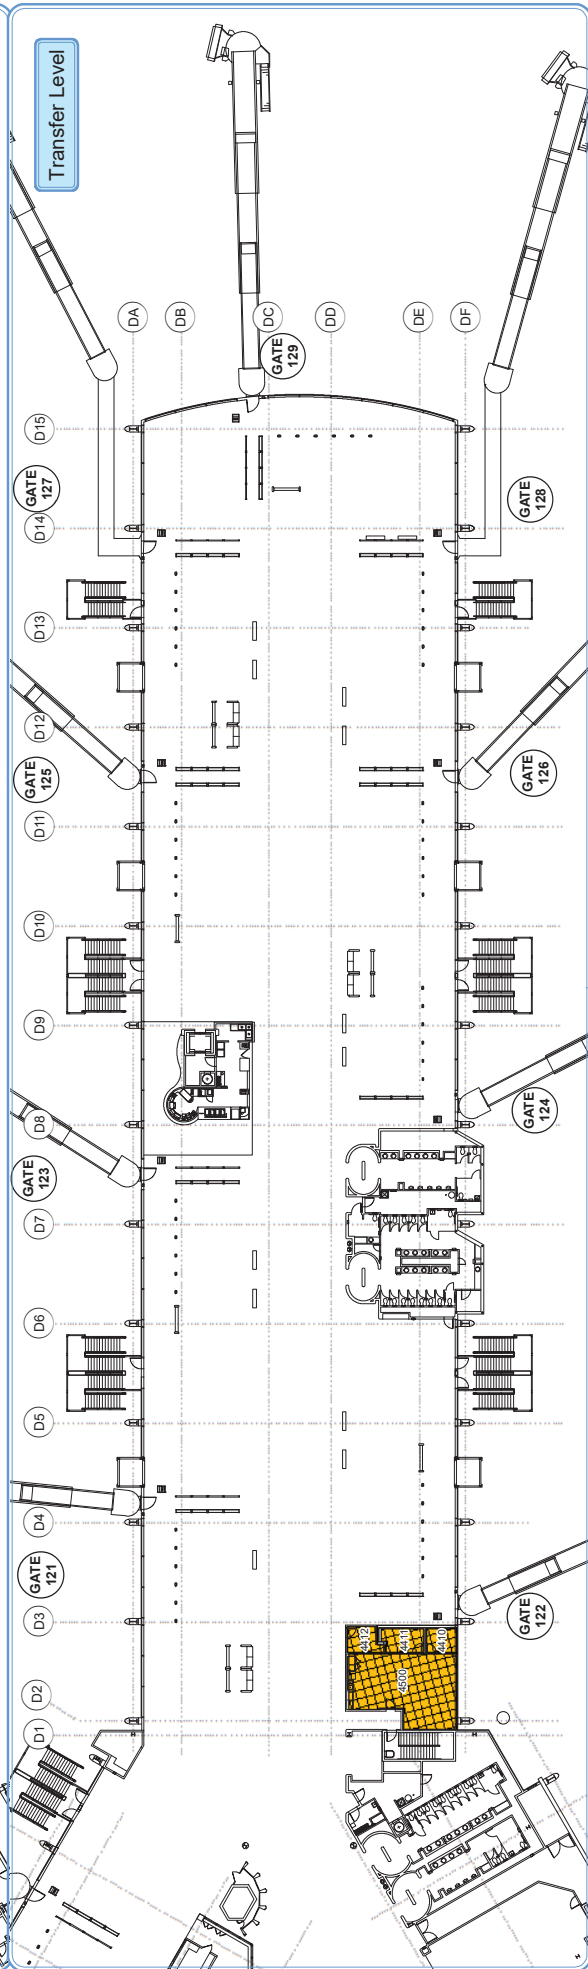 Transfer Level
DA
DB
DC
DD
DE
DF
GATE
129
D15
GATE
127
GATE
128
D14
D13
D12
GATE
125
GATE
126
D11
D10
D9
D8
GATE
124
GATE
123
D7
D6
D5
D4
GATE
121
D3
GATE
122
4412
4411
4410
4500
D2
D1